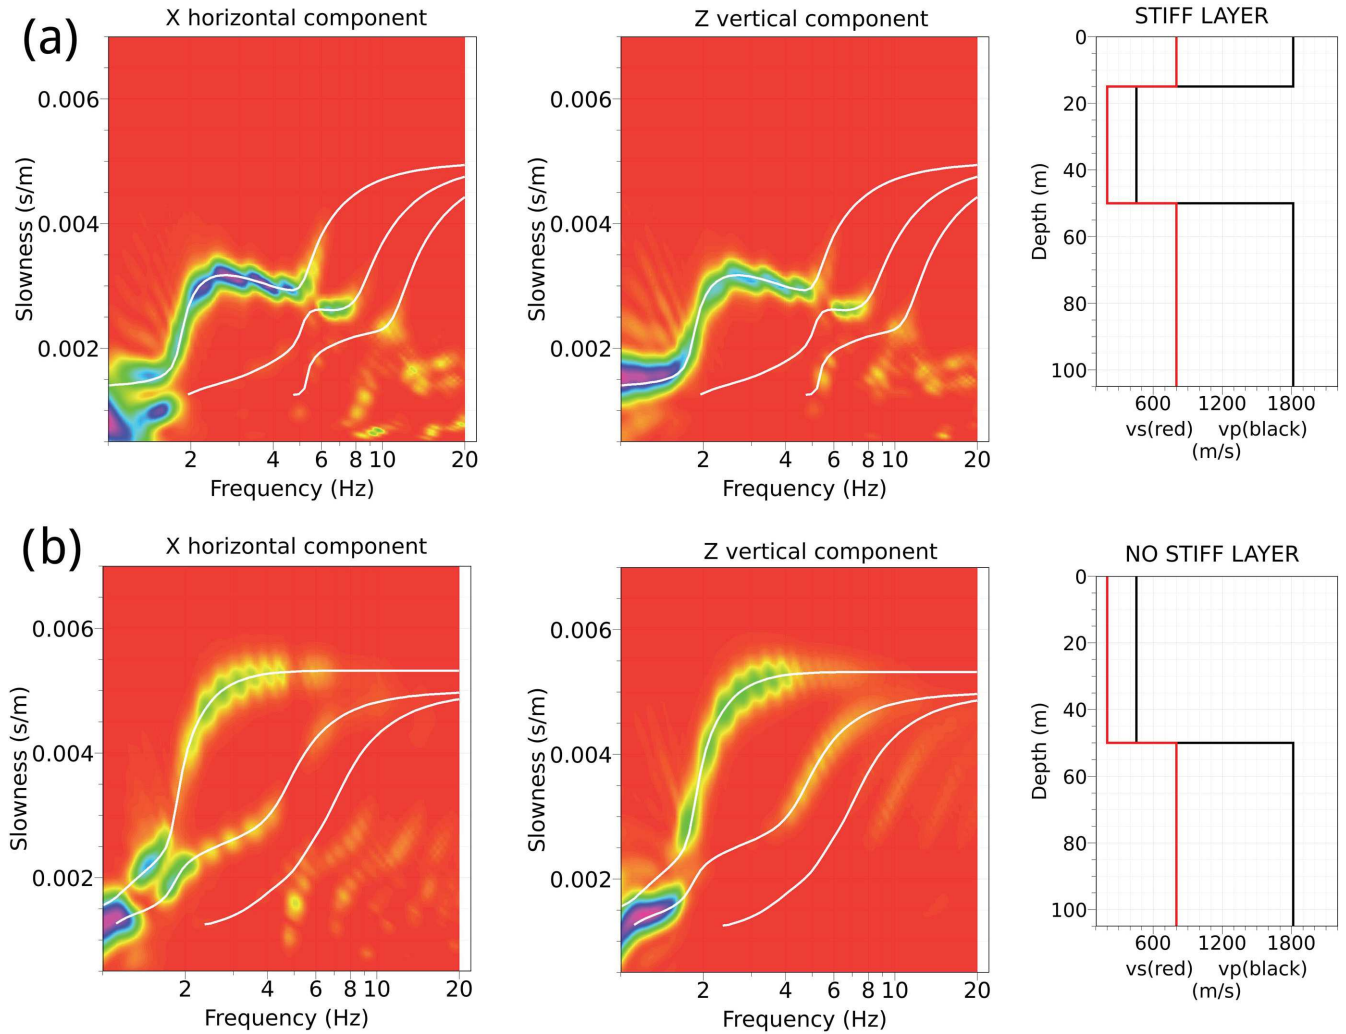 (a)
X horizontal component
Z vertical component
STIFF LAYER
Slowness (s/m)
0.006
0.004
0.002
2 4 6 8 10 20
Frequency (Hz)
Slowness (s/m)
0.006
0.004
0.002
2 4 6 8 10 20
Frequency (Hz)
Depth (m)
0
20
40
60
80
100
600 1200 1800
vs(red) vp(black)
(m/s)
(b)
X horizontal component
Z vertical component
NO STIFF LAYER
Slowness (s/m)
0.006
0.004
0.002
2 4 6 8 10 20
Frequency (Hz)
Slowness (s/m)
0.006
0.004
0.002
2 4 6 8 10 20
Frequency (Hz)
Depth (m)
0
20
40
60
80
100
600 1200 1800
vs(red) vp(black)
(m/s)